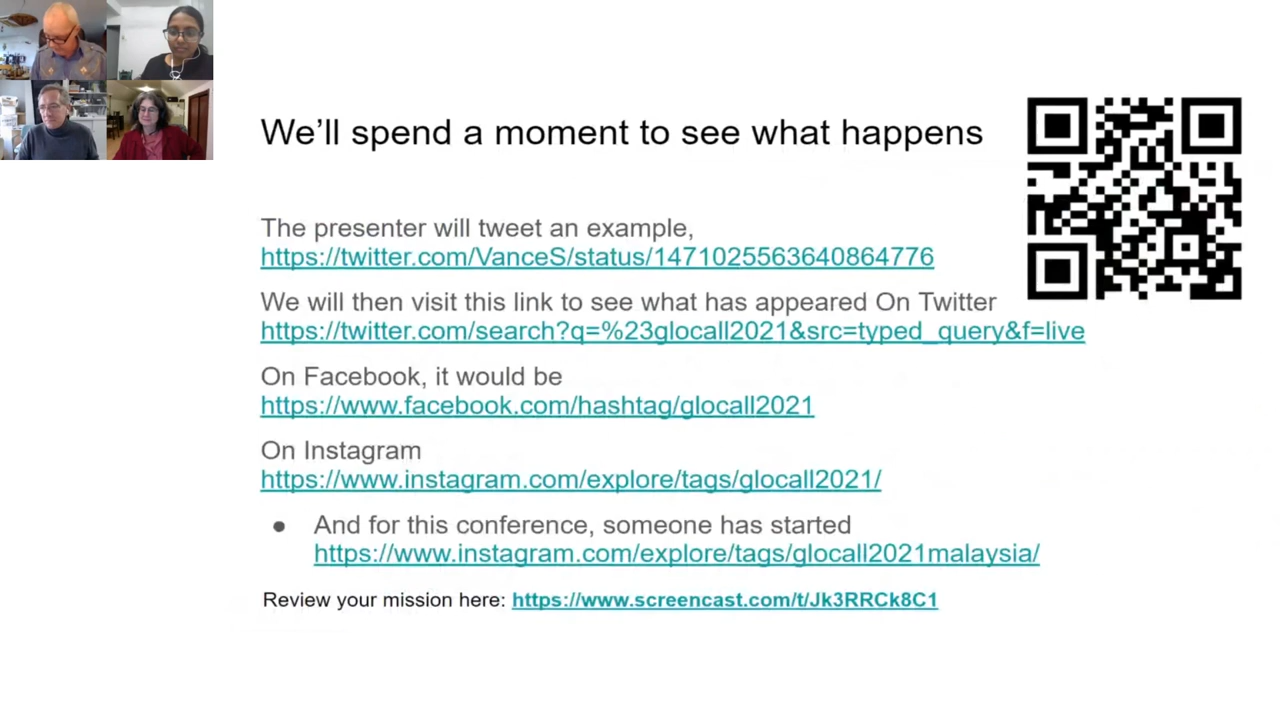 We'll spend a moment to see what happens
The presenter will tweet an example,
https://twitter.com/VanceS/status/1471025563640864776
We will then visit this link to see what has appeared On Twitter
https://twitter.com/search?q=%23glocall2021&src=typed_query&f=live
On Facebook, it would be
https://www.facebook.com/hashtag/glocall2021
On Instagram
https://www.instagram.com/explore/tags/glocall2021/
● And for this conference, someone has started
https://www.instagram.com/explore/tags/glocall2021malaysia/
Review your mission here: https://www.screencast.com/t/Jk3RRCk8C1